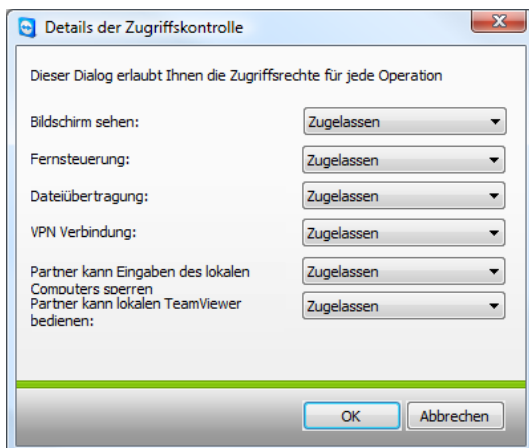 Details der Zugriffskontrolle
Dieser Dialog erlaubt Ihnen die Zugriffsrechte für jede Operation
Bildschirm sehen: Zugelassen
Fernsteuerung: Zugelassen
Dateiübertragung: Zugelassen
VPN Verbindung: Zugelassen
Partner kann Eingaben des lokalen Zugelassen
Computers sperren
Partner kann lokalen TeamViewer Zugelassen
bedienen:
OK Abbrechen